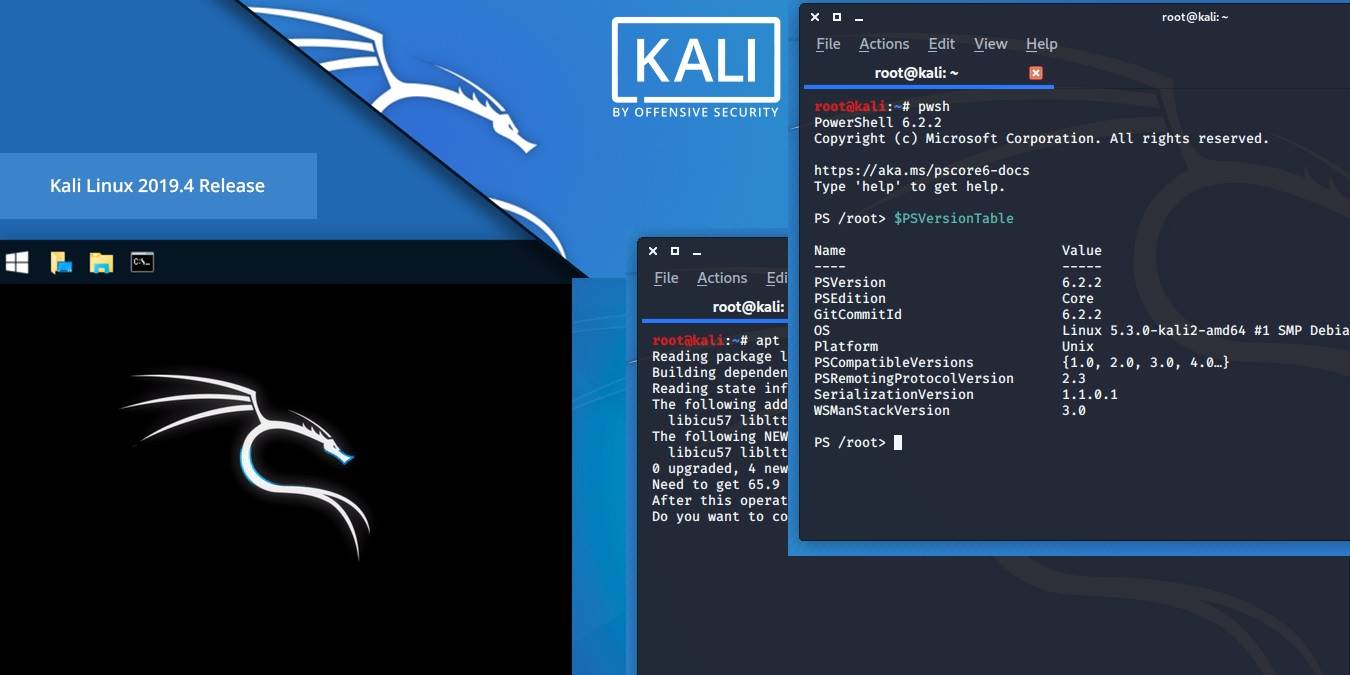 KALI
BY OFFENSIVE SECURITY
Kali Linux 2019.4 Release
C:\_
File Actions Edi
root@kali:
root@kali:~# apt
Reading package l
Building dependen
Reading state inf
The following add
libicu57 libltt
The following NEW
libicu57 libltt
0 upgraded, 4 new
Need to get 65.9
After this operat
Do you want to co
root@kali: ~
File Actions Edit View Help
root@kali: ~
root@kali:~# pwsh
PowerShell 6.2.2
Copyright (c) Microsoft Corporation. All rights reserved.
https://aka.ms/pscore6-docs
Type 'help' to get help.
PS /root> $PSVersionTable
Name Value
---- -----
PSVersion 6.2.2
PSEdition Core
GitCommitId 6.2.2
OS Linux 5.3.0-kali2-amd64 #1 SMP Debia
Platform Unix
PSCompatibleVersions {1.0, 2.0, 3.0, 4.0…}
PSRemotingProtocolVersion 2.3
SerializationVersion 1.1.0.1
WSManStackVersion 3.0
PS /root>